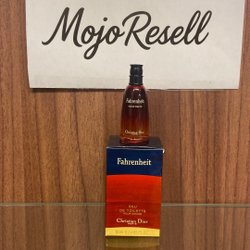 MojoResell
Fahrenheit
Christian Dior
Fahrenheit
EAU
DE TOILETTE
Christian Dior